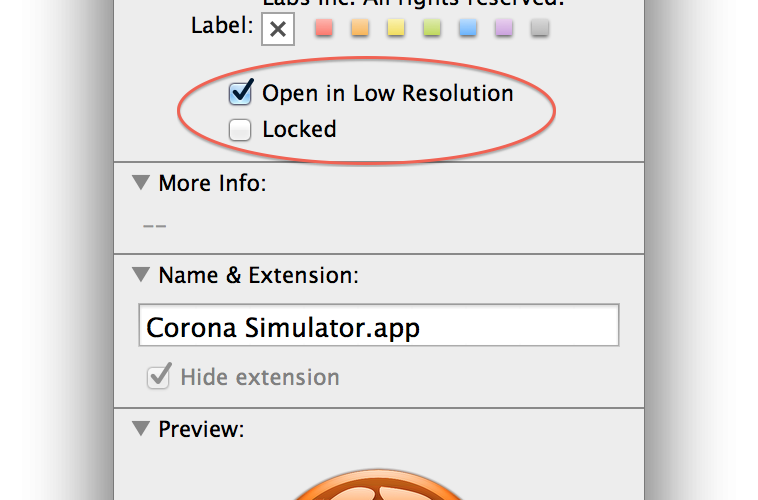 Labs Inc. All rights reserved.
Label:
Open in Low Resolution
Locked
More Info:
--
Name & Extension:
Corona Simulator.app
Hide extension
Preview: